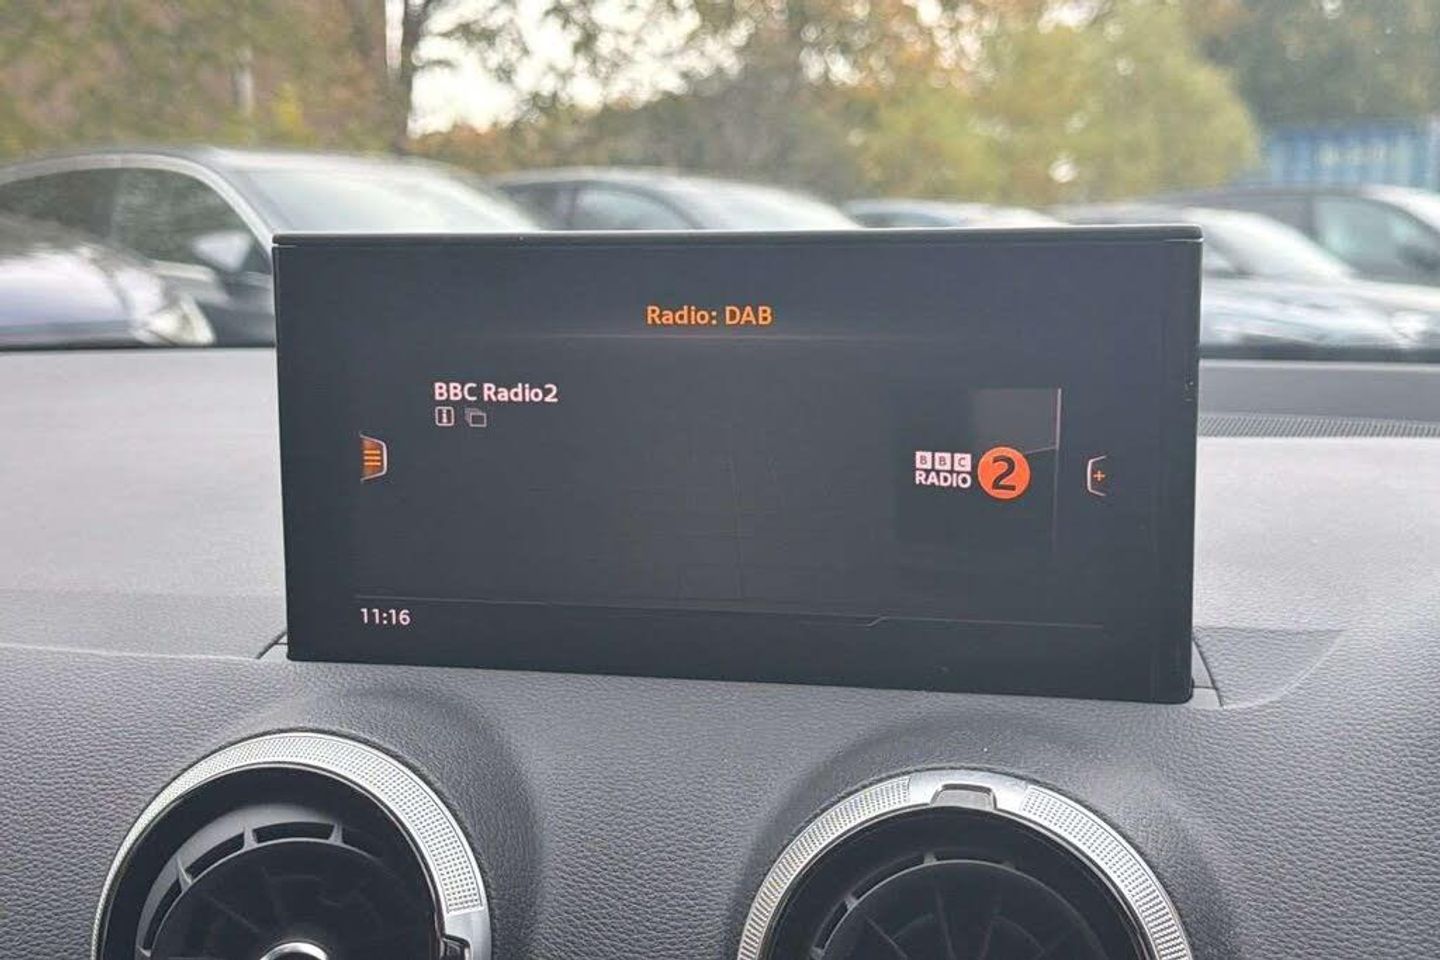 Radio: DAB
BBC Radio2
BBC
RADIO 2
11:16